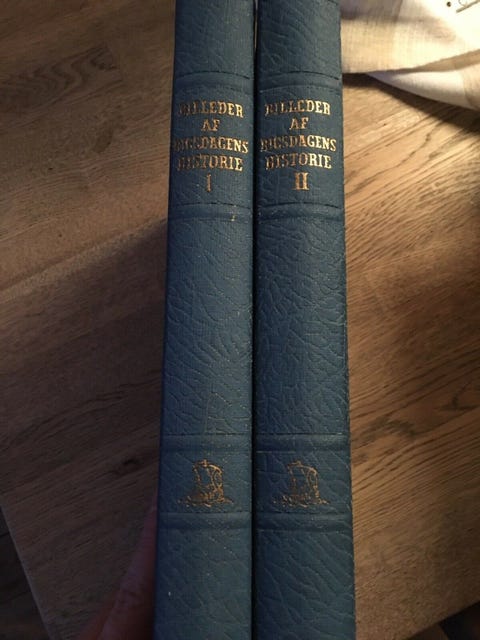 BILLEDER
AF
RIGSDAGENS
HISTORIE
I
BILLEDER
AF
RIGSDAGENS
HISTORIE
II